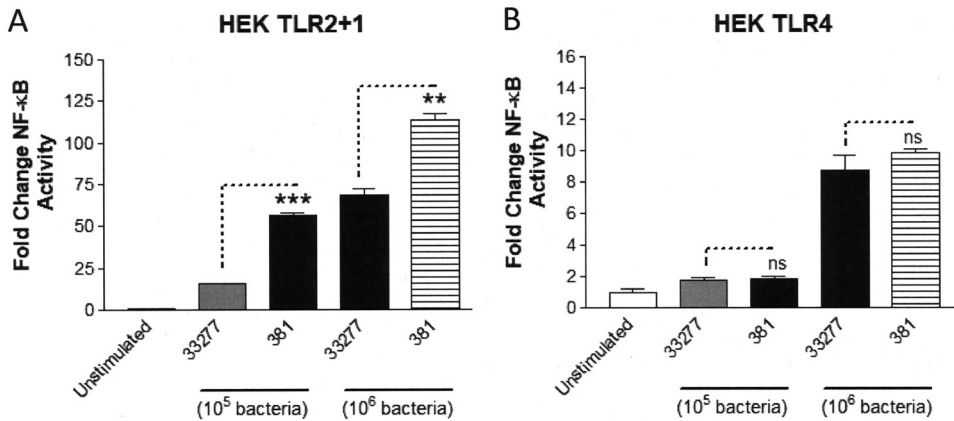 A
HEK TLR2+1
Fold Change NF-κB
Activity
150
125
100
75
50
25
0
***
**
Unstimulated
33277
381
33277
381
(10⁵ bacteria)
(10⁶ bacteria)
B
HEK TLR4
Fold Change NF-κB
Activity
16
14
12
10
8
6
4
2
0
ns
ns
Unstimulated
33277
381
33277
381
(10⁵ bacteria)
(10⁶ bacteria)